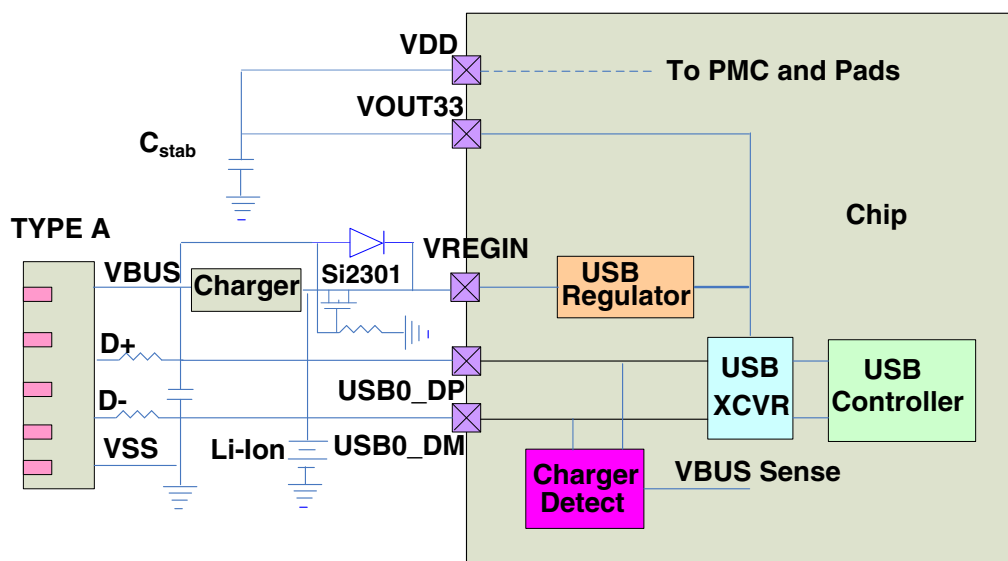 VDD
To PMC and Pads
VOUT33
C_stab
Chip
TYPE A
VREGIN
VBUS
Charger
Si2301
USB
Regulator
D+
USB0_DP
USB
XCVR
USB
Controller
D-
USB0_DM
VSS
Li-Ion
Charger
Detect
VBUS Sense